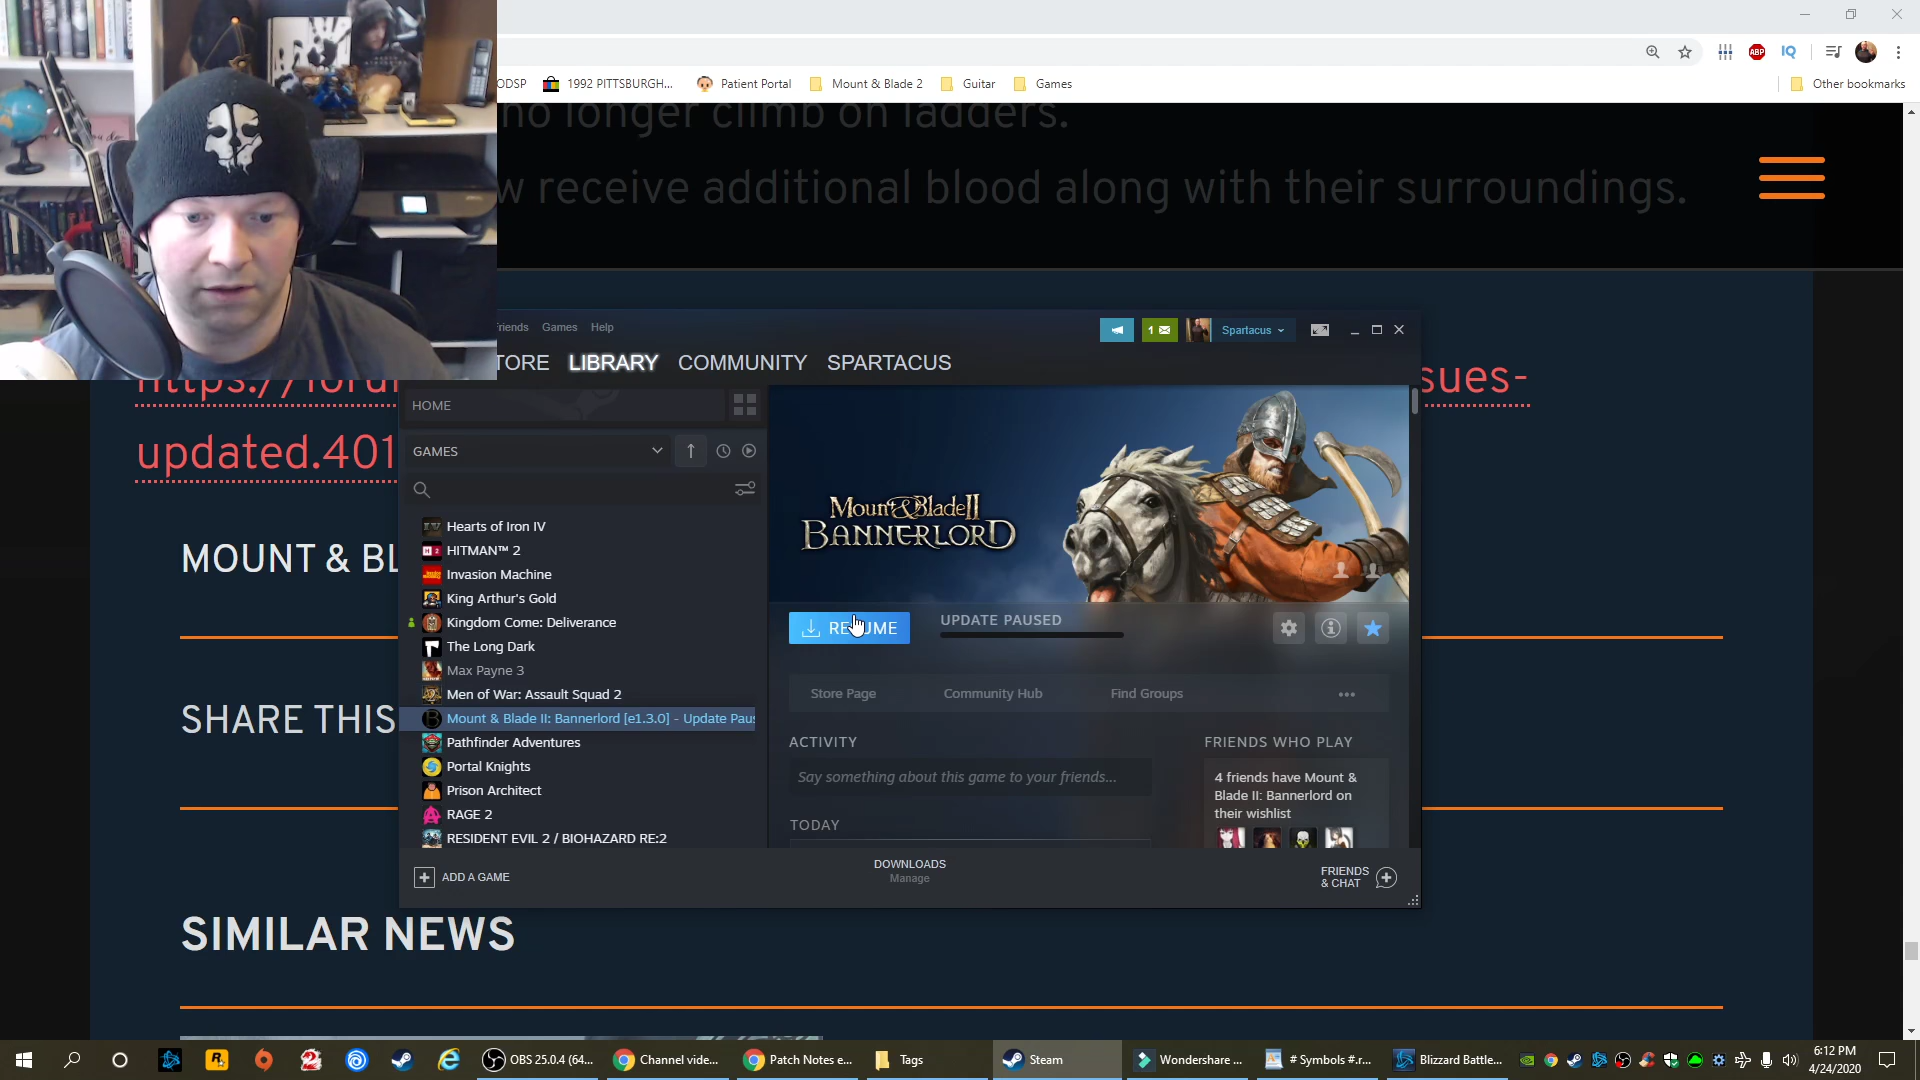 ODSP
1992 PITTSBURGH...
Patient Portal
Mount & Blade 2
Guitar
Games
Other bookmarks
ABP
IQ
no longer climb on ladders.
w receive additional blood along with their surroundings.
riends Games Help
1
Spartacus
TORE LIBRARY COMMUNITY SPARTACUS
sues-
updated.401
HOME
GAMES
Hearts of Iron IV
HITMAN™ 2
Invasion Machine
King Arthur's Gold
Kingdom Come: Deliverance
The Long Dark
Max Payne 3
Men of War: Assault Squad 2
Mount & Blade II: Bannerlord [e1.3.0] - Update Pau
Pathfinder Adventures
Portal Knights
Prison Architect
RAGE 2
RESIDENT EVIL 2 / BIOHAZARD RE:2
Mount & Blade II
BANNERLORD
RESUME
UPDATE PAUSED
Store Page
Community Hub
Find Groups
ACTIVITY
Say something about this game to your friends...
TODAY
FRIENDS WHO PLAY
4 friends have Mount &
Blade II: Bannerlord on
their wishlist
ADD A GAME
DOWNLOADS
Manage
FRIENDS
& CHAT
MOUNT & BL
SHARE THIS
SIMILAR NEWS
OBS 25.0.4 (64...
Channel vide...
Patch Notes e...
Tags
Steam
Wondershare ...
# Symbols #.r...
Blizzard Battle...
6:12 PM
4/24/2020